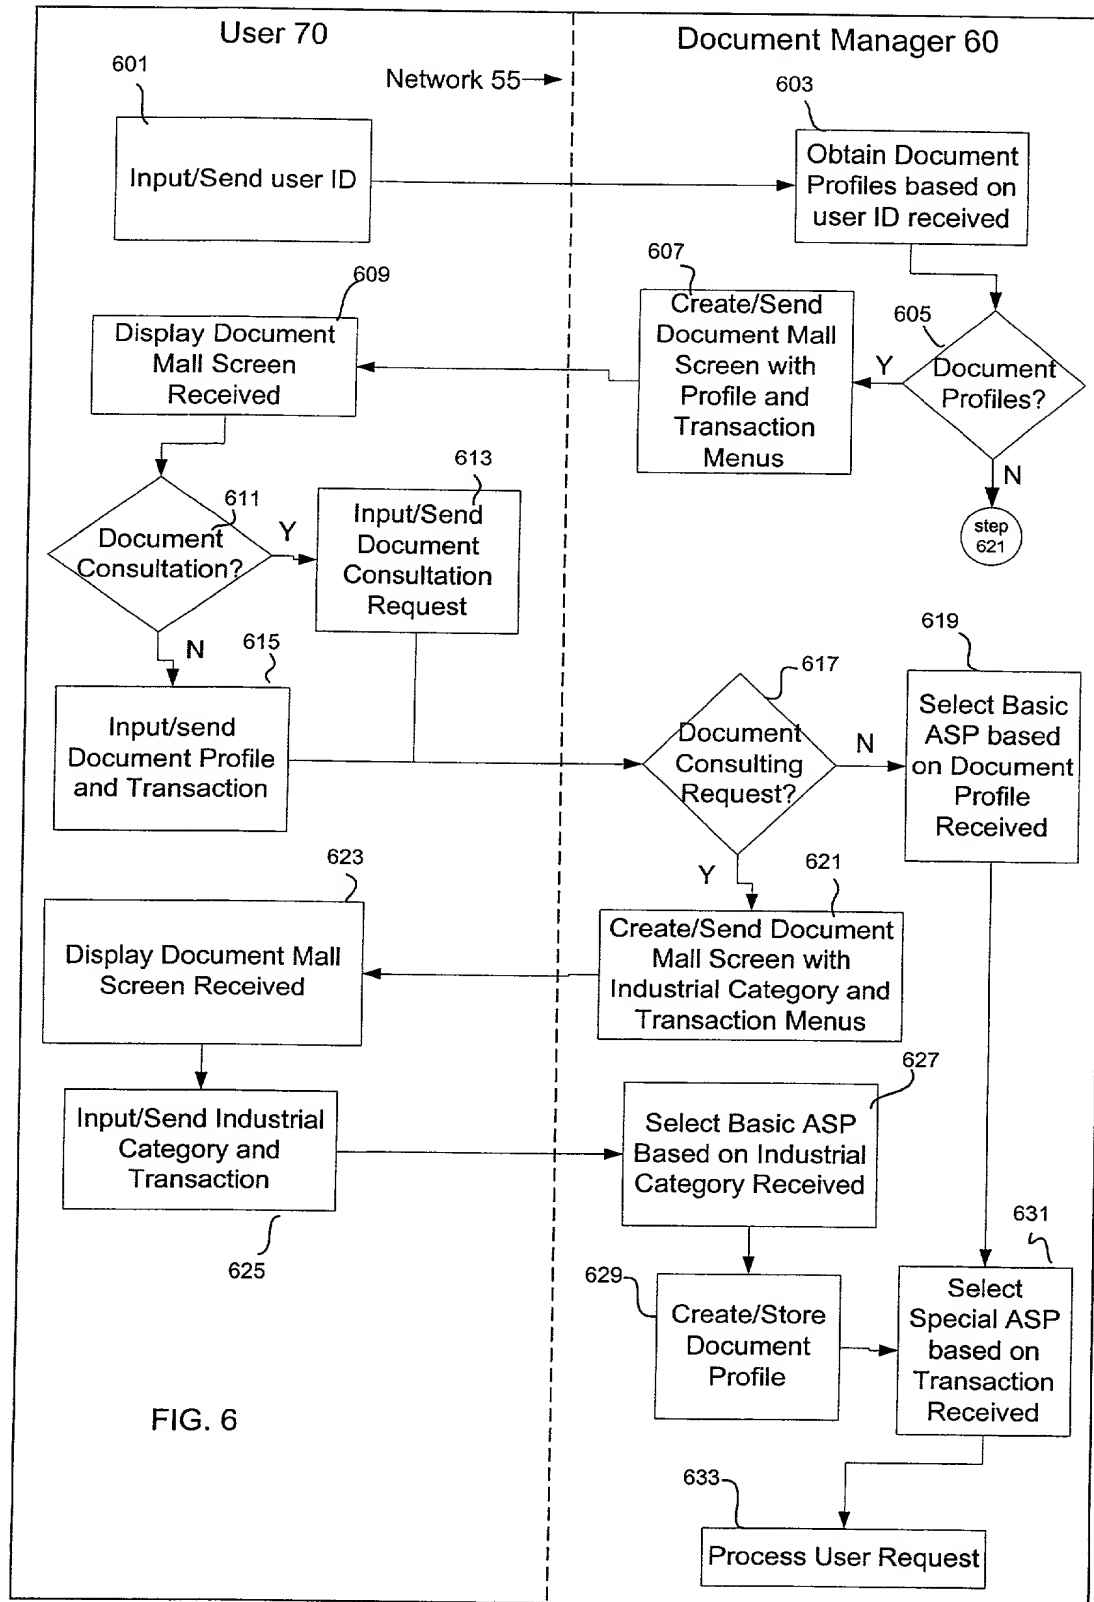 User 70
Document Manager 60
Network 55
601
Input/Send user ID
603
Obtain Document
Profiles based on
user ID received
605
Document
Profiles?
Y
N
step
621
607
Create/Send
Document Mall
Screen with
Profile and
Transaction
Menus
609
Display Document
Mall Screen
Received
611
Document
Consultation?
Y
N
613
Input/Send
Document
Consultation
Request
615
Input/send
Document Profile
and Transaction
617
Document
Consulting
Request?
N
Y
619
Select Basic
ASP based
on Document
Profile
Received
621
Create/Send Document
Mall Screen with
Industrial Category and
Transaction Menus
623
Display Document Mall
Screen Received
Input/Send Industrial
Category and
Transaction
625
627
Select Basic ASP
Based on Industrial
Category Received
629
Create/Store
Document
Profile
631
Select
Special ASP
based on
Transaction
Received
633
Process User Request
FIG. 6